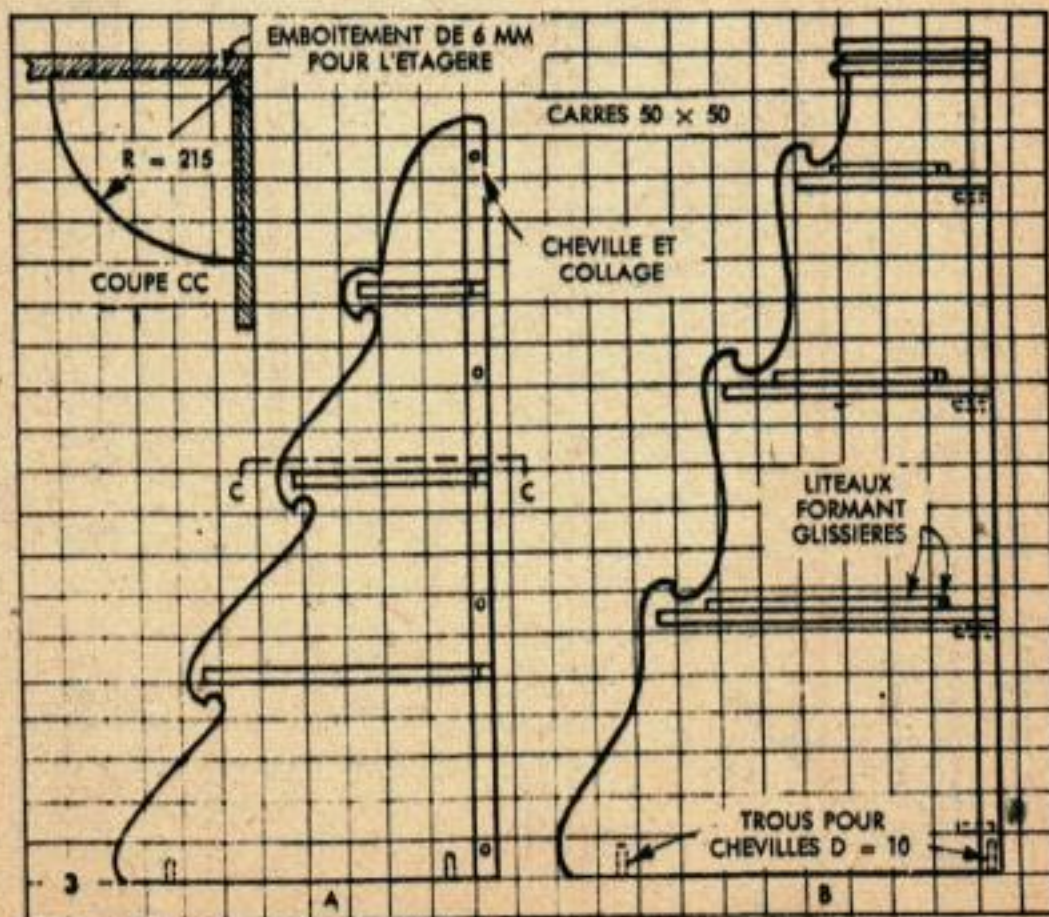 EMBOITEMENT DE 6 MM
POUR L'ETAGERE
CARRES 50 × 50
R = 215
CHEVILLE ET
COLLAGE
COUPE CC
C
C
LITEAUX
FORMANT
GLISSIERES
TROUS POUR
CHEVILLES D = 10
3
A
B